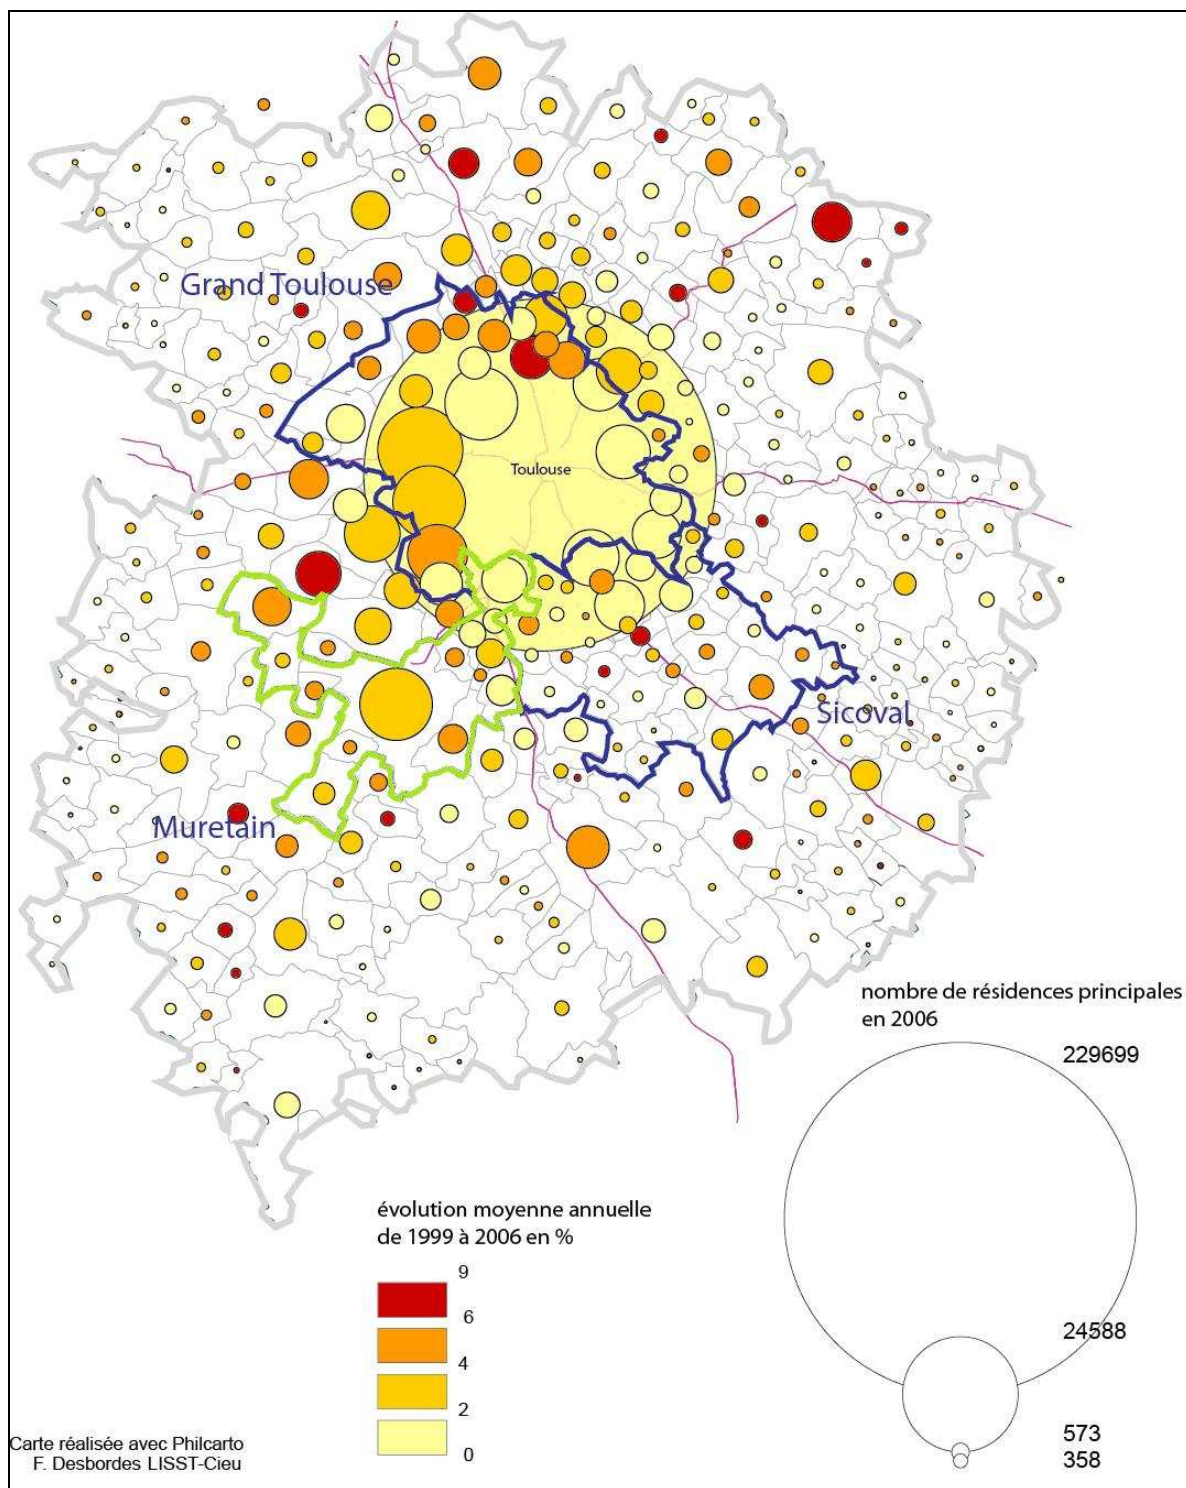 Grand Toulouse
Toulouse
Sicoval
Muretain
nombre de résidences principales
en 2006
229699
24588
573
358
évolution moyenne annuelle
de 1999 à 2006 en %
9
6
4
2
0
Carte réalisée avec Philcarto
F. Desbordes LISST-Cieu